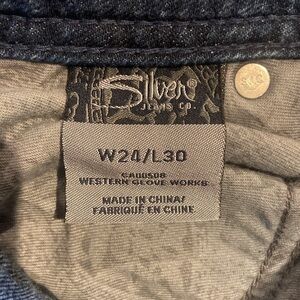 Silver
JEANS CO.
W24/L30
CA00508
WESTERN GLOVE WORKS
MADE IN CHINA/
FABRIQUÉ EN CHINE